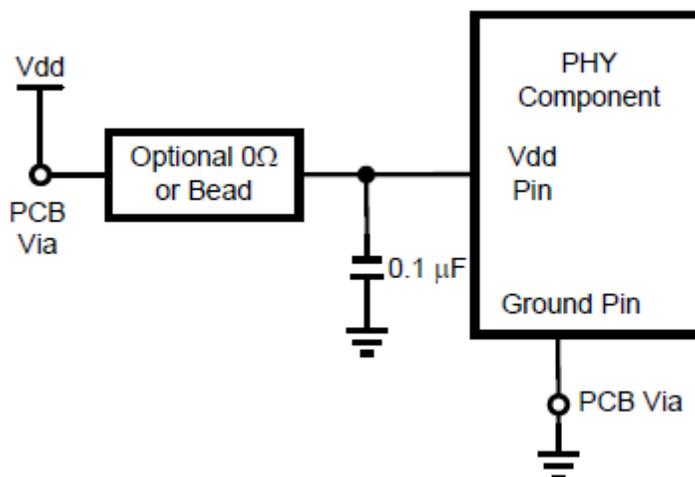 Vdd
PCB
Via
Optional 0Ω
or Bead
0.1 μF
PHY
Component
Vdd
Pin
Ground Pin
PCB Via